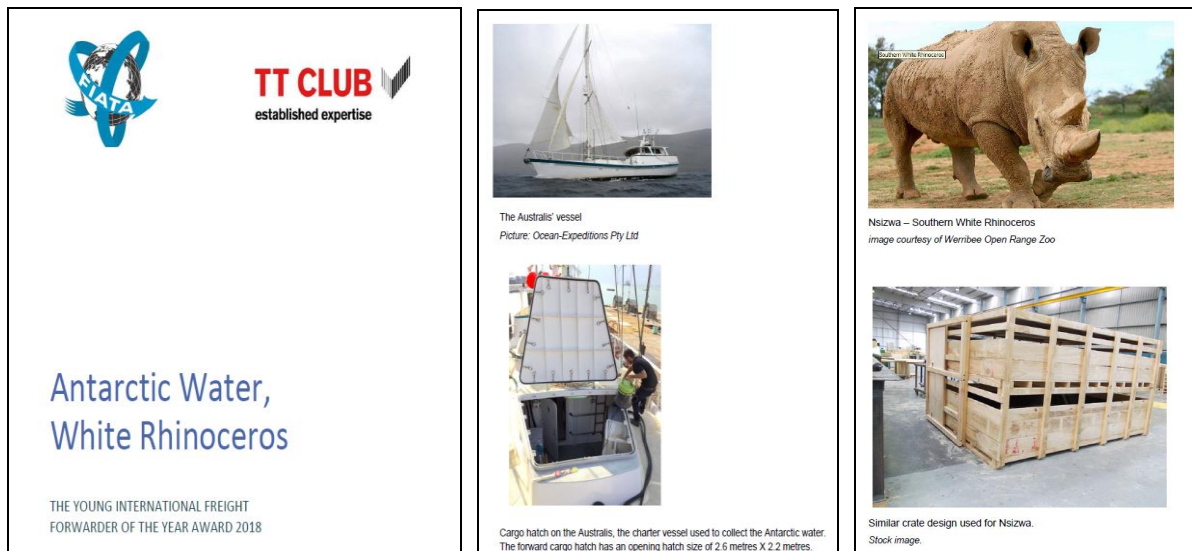 FIATA
TT CLUB
established expertise
Antarctic Water,
White Rhinoceros
THE YOUNG INTERNATIONAL FREIGHT
FORWARDER OF THE YEAR AWARD 2018
The Australis' vessel
Picture: Ocean-Expeditions Pty Ltd
Cargo hatch on the Australis, the charter vessel used to collect the Antarctic water.
The forward cargo hatch has an opening hatch size of 2.6 metres X 2.2 metres.
Southern White Rhinoceros
Nsizwa – Southern White Rhinoceros
image courtesy of Werribee Open Range Zoo
Similar crate design used for Nsizwa.
Stock image.